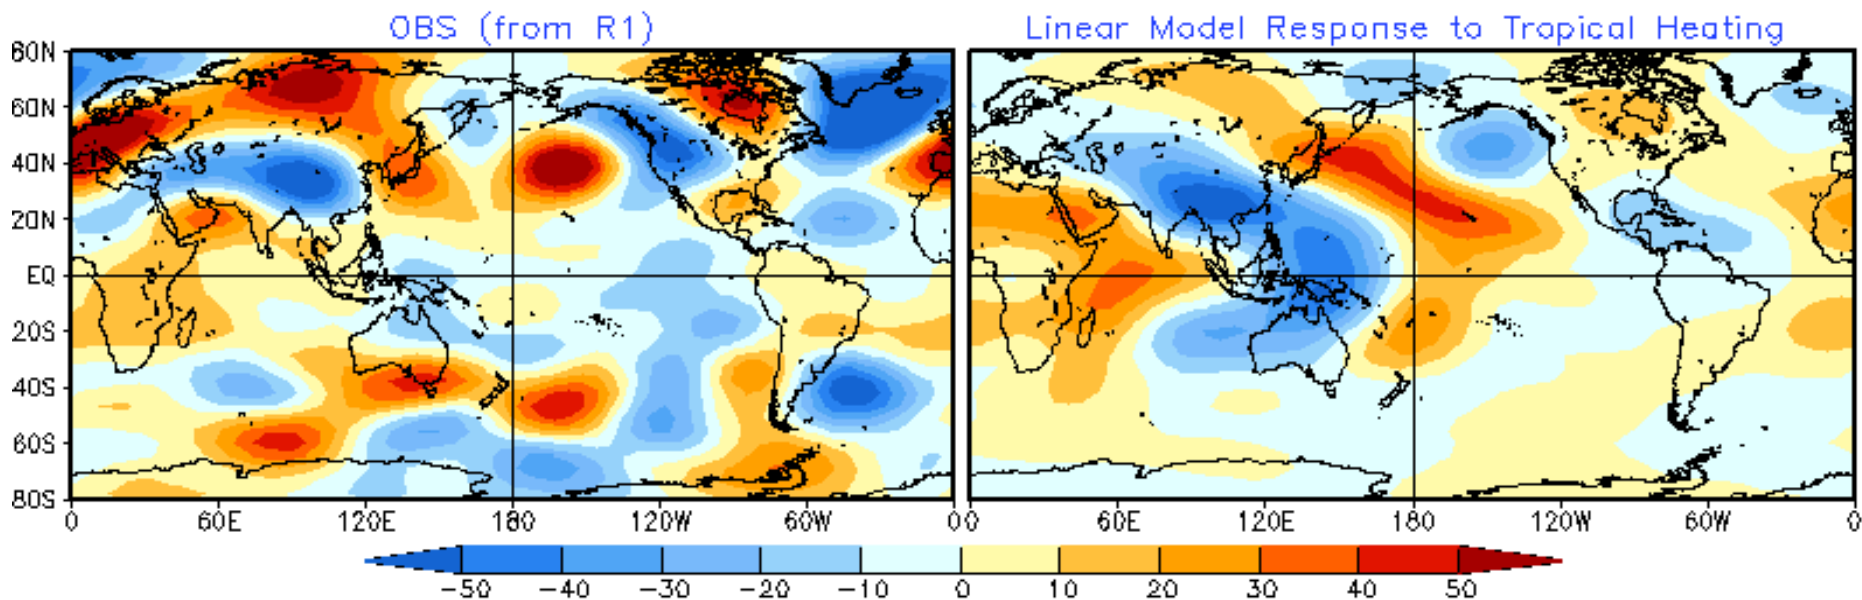 OBS (from R1)
Linear Model Response to Tropical Heating
80N
60N
40N
20N
EQ
20S
40S
60S
80S
0 60E 120E 180 120W 60W 0
60E 120E 180 120W 60W 0
-50 -40 -30 -20 -10 0 10 20 30 40 50